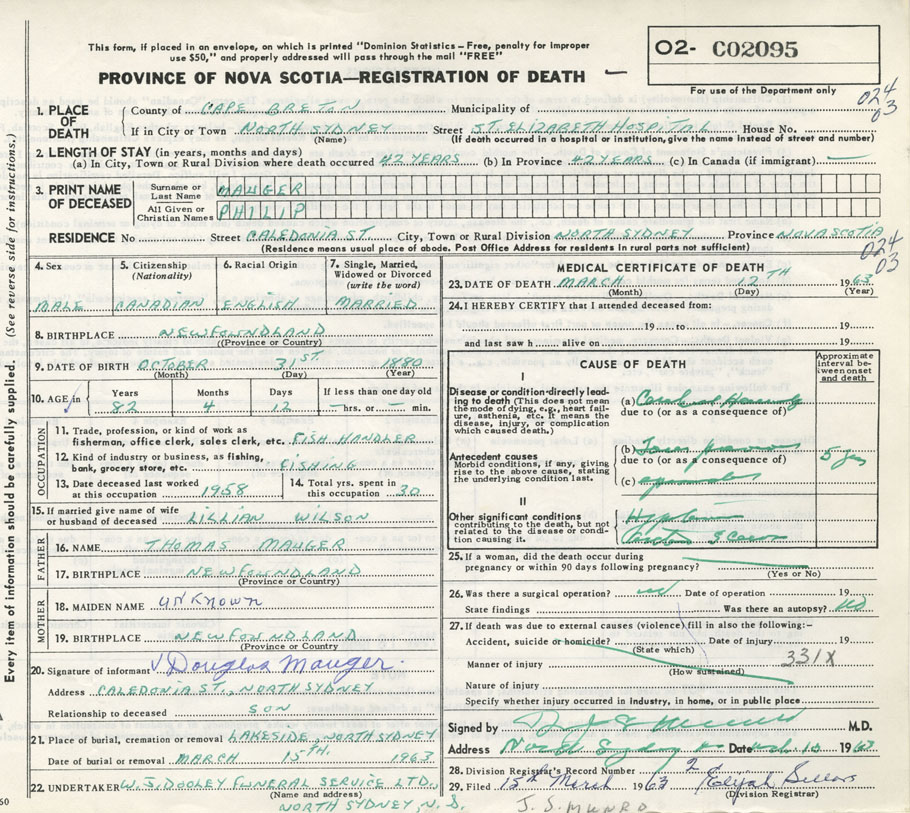 This form, if placed in an envelope, on which is printed "Dominion Statistics – Free, penalty for improper
use $50," and properly addressed will pass through the mail "FREE"
PROVINCE OF NOVA SCOTIA—REGISTRATION OF DEATH
O2- C02095
For use of the Department only
024
03
1. PLACE OF DEATH
County of CAPE BRETON Municipality of
If in City or Town NORTH SYDNEY Street ST. ELIZABETH HOSPITAL House No.
(Name) (If death occurred in a hospital or institution, give its name instead of street and number)
2. LENGTH OF STAY (in years, months and days)
(a) In City, Town or Rural Division where death occurred 42 YEARS (b) In Province 42 YEARS (c) In Canada (if immigrant) —
3. PRINT NAME OF DECEASED
Surname or Last Name MAUGER
All Given or Christian Names PHILIP
RESIDENCE No Street CALEDONIA ST. City, Town or Rural Division NORTH SYDNEY Province NOVA SCOTIA
(Residence means usual place of abode. Post Office Address for residents in rural parts not sufficient)
024
03
4. Sex 5. Citizenship (Nationality) 6. Racial Origin 7. Single, Married, Widowed or Divorced (write the word)
MALE CANADIAN ENGLISH MARRIED
8. BIRTHPLACE NEWFOUNDLAND
(Province or Country)
9. DATE OF BIRTH OCTOBER 31ST. 1880
(Month) (Day) (Year)
10. AGE in Years Months Days If less than one day old
82 4 12 — hrs. or — min.
OCCUPATION
11. Trade, profession, or kind of work as
fisherman, office clerk, sales clerk, etc. FISH HANDLER
12. Kind of industry or business, as fishing,
bank, grocery store, etc. FISHING
13. Date deceased last worked at this occupation 1958
14. Total yrs. spent in this occupation 30
15. If married give name of wife
or husband of deceased LILLIAN WILSON
FATHER
16. NAME THOMAS MAUGER
17. BIRTHPLACE NEWFOUNDLAND
(Province or Country)
MOTHER
18. MAIDEN NAME UNKNOWN
19. BIRTHPLACE NEWFONDLAND
(Province or Country)
20. Signature of informant Douglas Mauger.
Address CALEDONIA ST., NORTH SYDNEY
Relationship to deceased SON
21. Place of burial, cremation or removal LAKESIDE, NORTH SYDNEY
Date of burial or removal MARCH 15TH. 1963
22. UNDERTAKER W. J. DOOLEY FUNERAL SERVICE LTD.
(Name and address)
NORTH SYDNEY, N. S.
Every item of information should be carefully supplied. (See reverse side for instructions.)
60
MEDICAL CERTIFICATE OF DEATH
23. DATE OF DEATH MARCH 12TH 1963
(Month) (Day) (Year)
24. I HEREBY CERTIFY that I attended deceased from:
19 to 19
and last saw h alive on 19
CAUSE OF DEATH
Approximate interval between onset and death
I
Disease or condition directly leading to death (This does not mean
the mode of dying, e.g., heart failure, asthenia, etc. It means the
disease, injury, or complication
which caused death.)
(a) Cerebral
due to (or as a consequence of)
Antecedent causes
Morbid conditions, if any, giving
rise to the above cause, stating
the underlying condition last.
(b)
due to (or as a consequence of)
(c)
5
II
Other significant conditions
contributing to the death, but not
related to the disease or condition causing it.
25. If a woman, did the death occur during
pregnancy or within 90 days following pregnancy?
(Yes or No)
26. Was there a surgical operation? no Date of operation 19
State findings Was there an autopsy? no
27. If death was due to external causes (violence) fill in also the following:-
Accident, suicide or homicide? Date of injury 19
(State which)
331X
Manner of injury
(How sustained)
Nature of injury
Specify whether injury occurred in industry, in home, or in public place
Signed by M.D.
Address North Sydney Date 1963
28. Division Registrar's Record Number 2
29. Filed 15th March 1963
(Division Registrar)
J. S. MUNRO